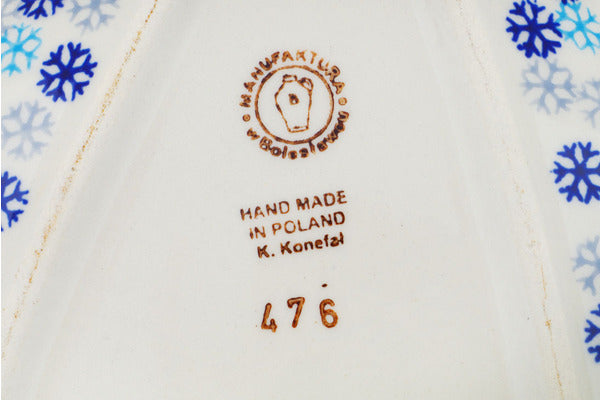 MANUFAKTURA
w Bolesławcu
HAND MADE
IN POLAND
K. Konefał
476